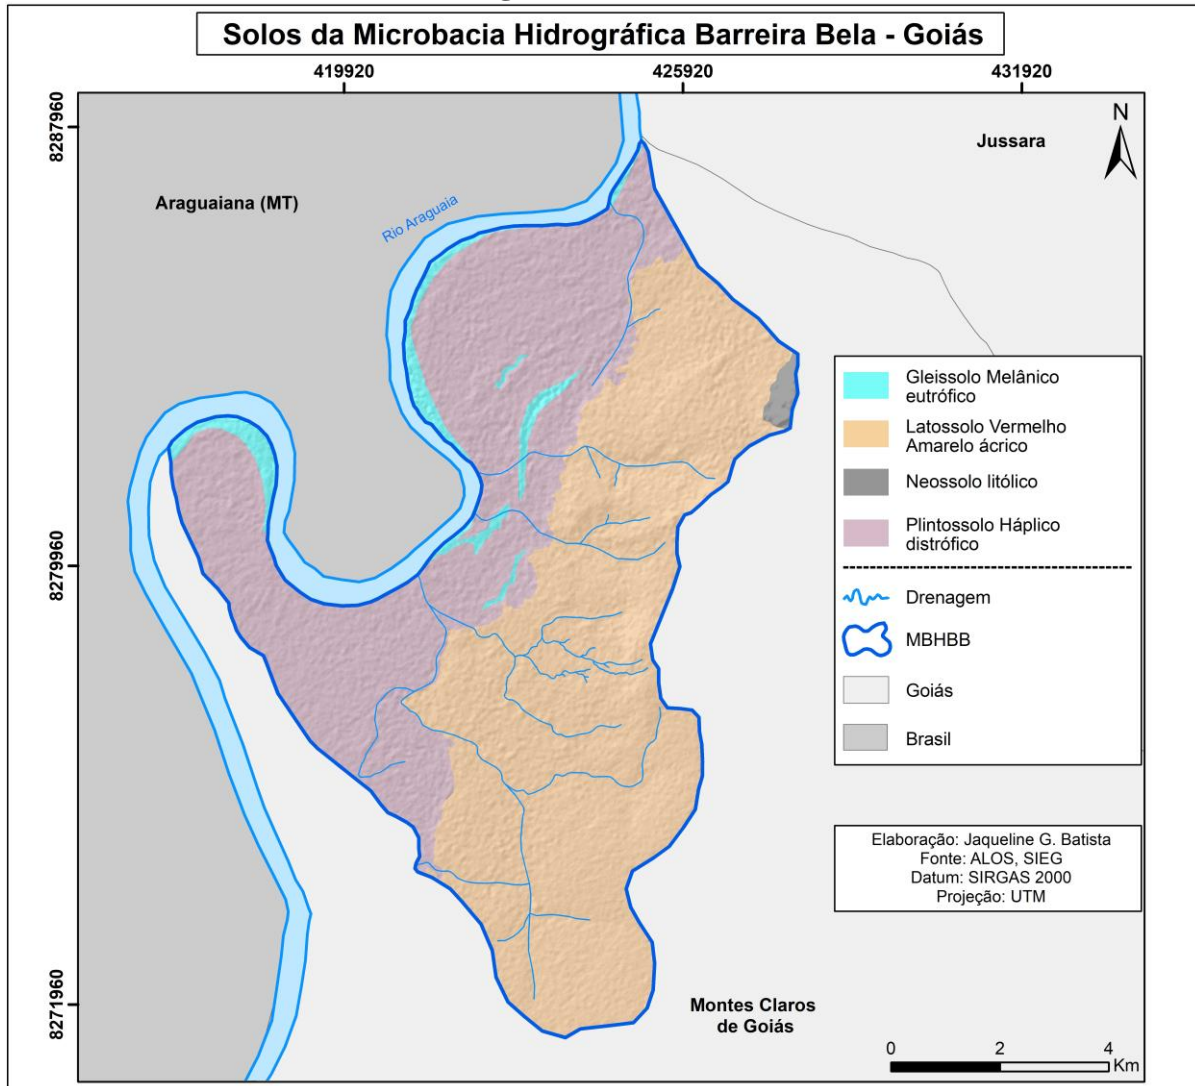 Solos da Microbacia Hidrográfica Barreira Bela - Goiás
419920
425920
431920
8287960
8279960
8271960
N
Jussara
Araguaiana (MT)
Rio Araguaia
Gleissolo Melânico
eutrófico
Latossolo Vermelho
Amarelo ácrico
Neossolo litólico
Plintossolo Háplico
distrófico
Drenagem
MBHBB
Goiás
Brasil
Elaboração: Jaqueline G. Batista
Fonte: ALOS, SIEG
Datum: SIRGAS 2000
Projeção: UTM
Montes Claros
de Goiás
0 2 4
Km